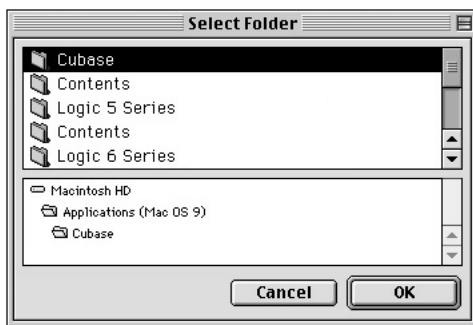 Select Folder
Cubase
Contents
Logic 5 Series
Contents
Logic 6 Series
Macintosh HD
Applications (Mac OS 9)
Cubase
Cancel OK